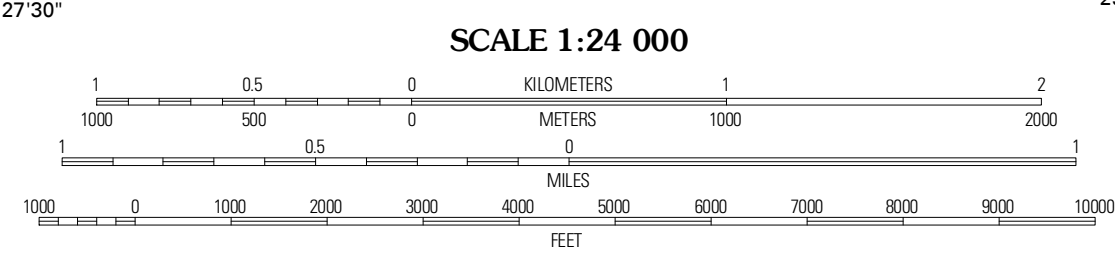 27'30"
SCALE 1:24 000
1 0.5 0 KILOMETERS 1 2
1000 500 0 METERS 1000 2000
1 0.5 0 1
MILES
1000 0 1000 2000 3000 4000 5000 6000 7000 8000 9000 10000
FEET